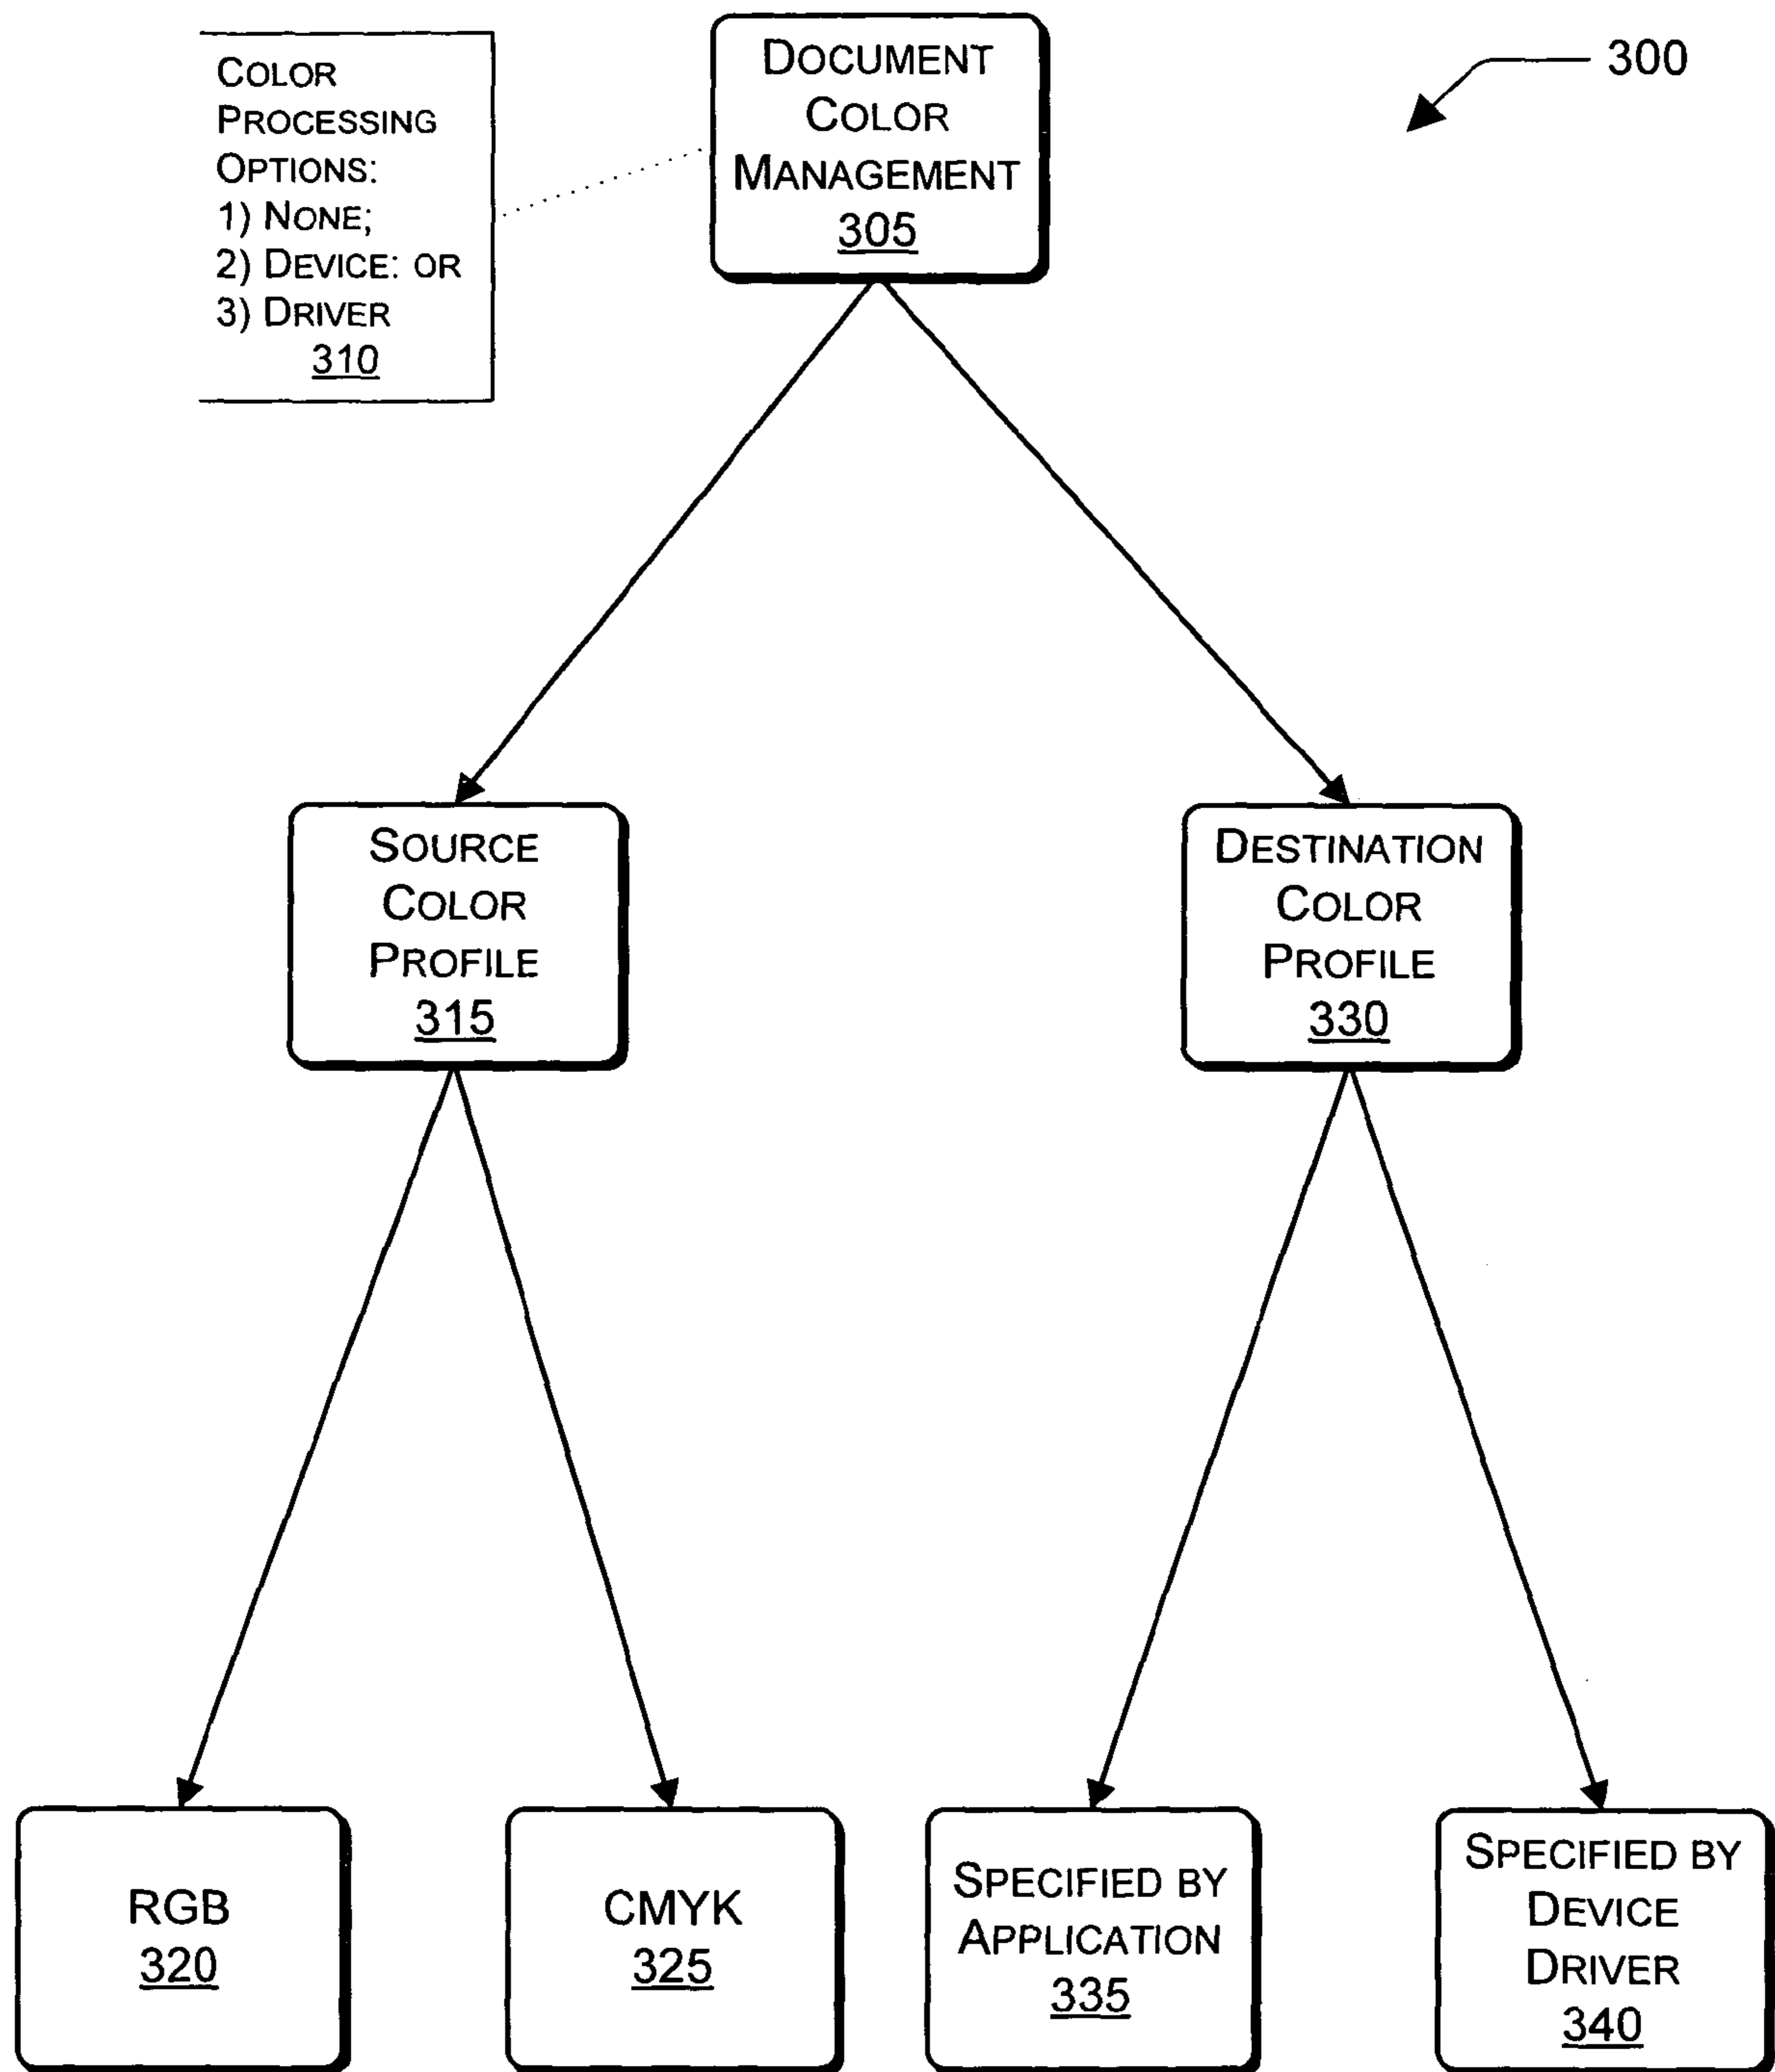 COLOR
PROCESSING
OPTIONS:
1) NONE;
2) DEVICE: OR
3) DRIVER
310
DOCUMENT
COLOR
MANAGEMENT
305
300
SOURCE
COLOR
PROFILE
315
DESTINATION
COLOR
PROFILE
330
RGB
320
CMYK
325
SPECIFIED BY
APPLICATION
335
SPECIFIED BY
DEVICE
DRIVER
340